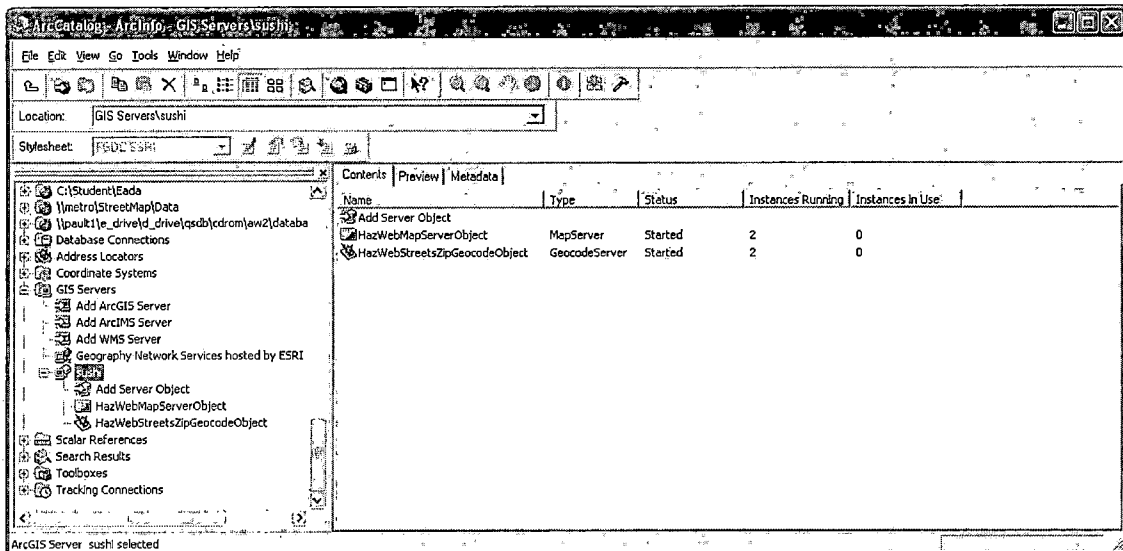 ArcCatalog - ArcInfo - GIS Servers\sushi
File Edit View Go Tools Window Help
Location: GIS Servers\sushi
Stylesheet: FGDC ESRI
C:\Student\Eada
\\metro\StreetMap\Data
\\pault1\e_drive\d_drive\qsdb\cdrom\aw2\databa
Database Connections
Address Locators
Coordinate Systems
GIS Servers
Add ArcGIS Server
Add ArcIMS Server
Add WMS Server
Geography Network Services hosted by ESRI
sushi
Add Server Object
HazWebMapServerObject
HazWebStreetsZipGeocodeObject
Scalar References
Search Results
Toolboxes
Tracking Connections
Contents Preview Metadata
Name Type Status Instances Running Instances In Use
Add Server Object
HazWebMapServerObject MapServer Started 2 0
HazWebStreetsZipGeocodeObject GeocodeServer Started 2 0
ArcGIS Server sushi selected